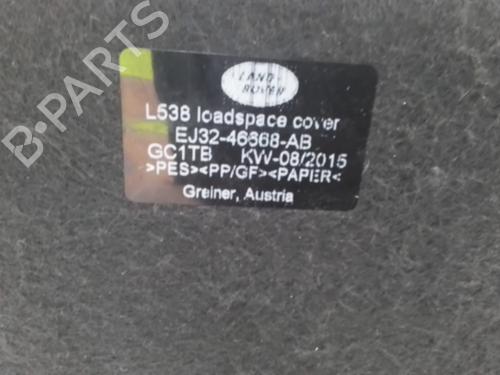 B-PARTS
LAND-
ROVER
L538 loadspace cover
EJ32-46668-AB
GC1TB KW-08/2015
>PES><PP/GF><PAPER<
Greiner, Austria